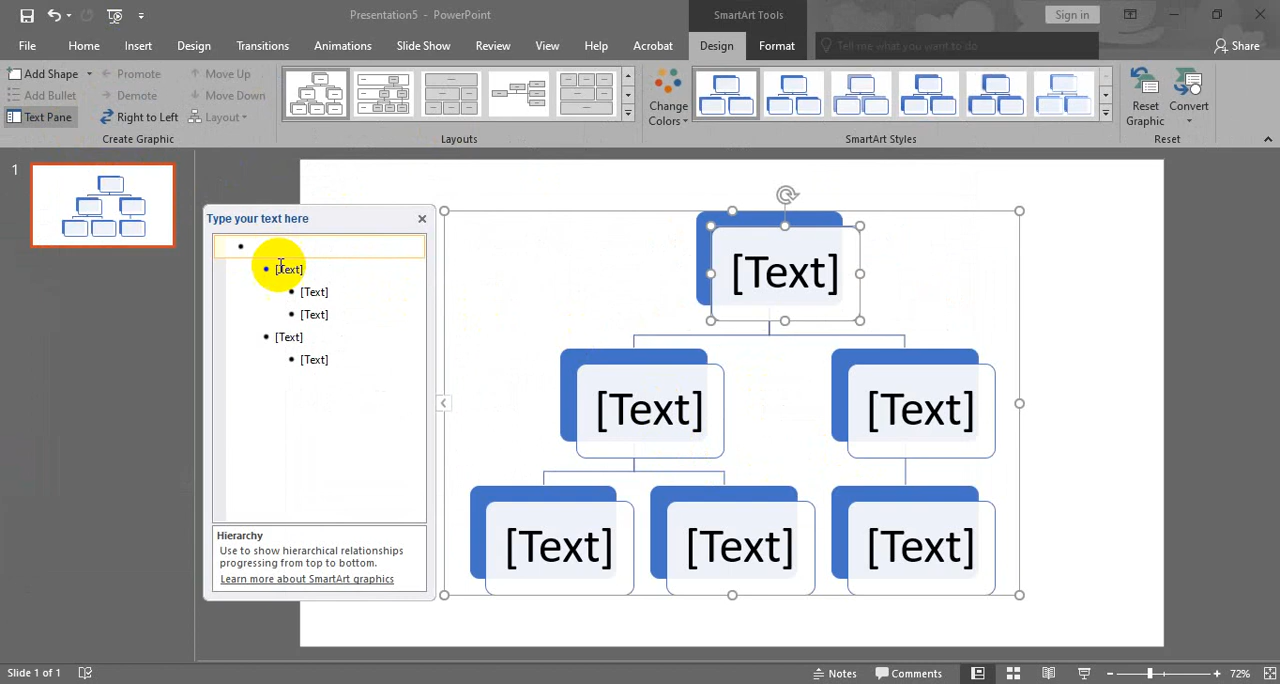 Presentation5 - PowerPoint
SmartArt Tools
Sign in
File Home Insert Design Transitions Animations Slide Show Review View Help Acrobat Design Format Tell me what you want to do Share
Add Shape Promote Move Up
Add Bullet Demote Move Down
Text Pane Right to Left Layout
Create Graphic
Layouts
Change
Colors
SmartArt Styles
Reset
Graphic
Convert
Reset
1
Type your text here
[Text]
[Text]
[Text]
[Text]
[Text]
Hierarchy
Use to show hierarchical relationships
progressing from top to bottom.
Learn more about SmartArt graphics
[Text]
[Text] [Text]
[Text] [Text] [Text]
Slide 1 of 1
Notes Comments 72%